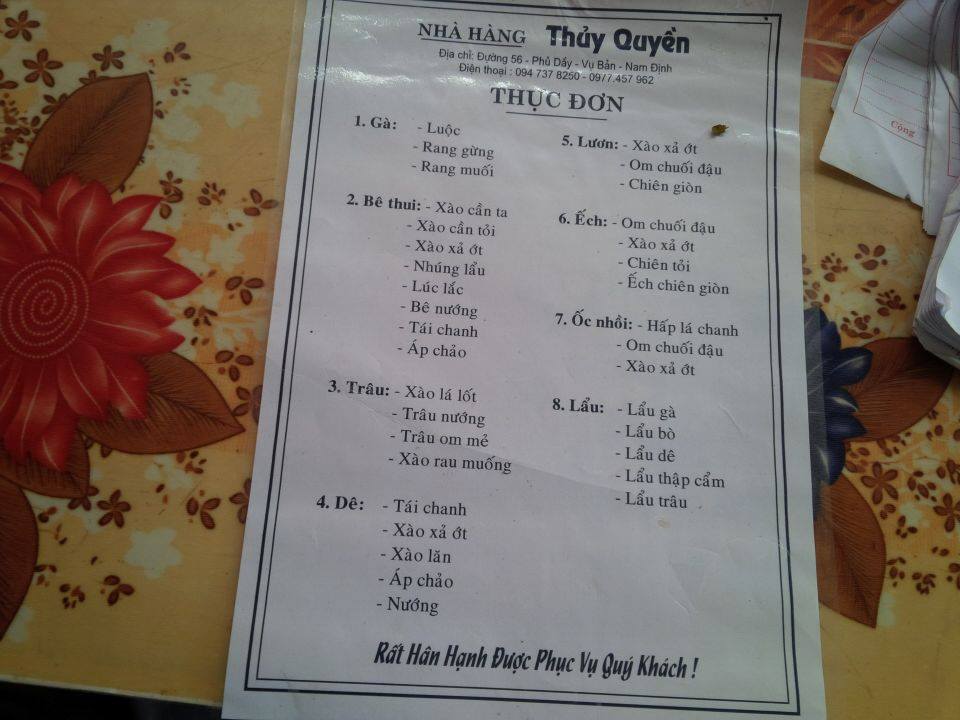 NHÀ HÀNG Thủy Quyền
Địa chỉ: Đường 56 - Phủ Dầy - Vụ Bản - Nam Định
Điện thoại : 094 737 8250 - 0977.457 962
THỰC ĐƠN
1. Gà: - Luộc
- Rang gừng
- Rang muối
2. Bê thui: - Xào cần ta
- Xào cần tỏi
- Xào xả ớt
- Nhúng lẩu
- Lúc lắc
- Bê nướng
- Tái chanh
- Áp chảo
3. Trâu: - Xào lá lốt
- Trâu nướng
- Trâu om mẻ
- Xào rau muống
4. Dê: - Tái chanh
- Xào xả ớt
- Xào lăn
- Áp chảo
- Nướng
5. Lươn: - Xào xả ớt
- Om chuối đậu
- Chiên giòn
6. Ếch: - Om chuối đậu
- Xào xả ớt
- Chiên tỏi
- Ếch chiên giòn
7. Ốc nhồi: - Hấp lá chanh
- Om chuối đậu
- Xào xả ớt
8. Lẩu: - Lẩu gà
- Lẩu bò
- Lẩu dê
- Lẩu thập cẩm
- Lẩu trâu
Rất Hân Hạnh Được Phục Vụ Quý Khách !
Cộng